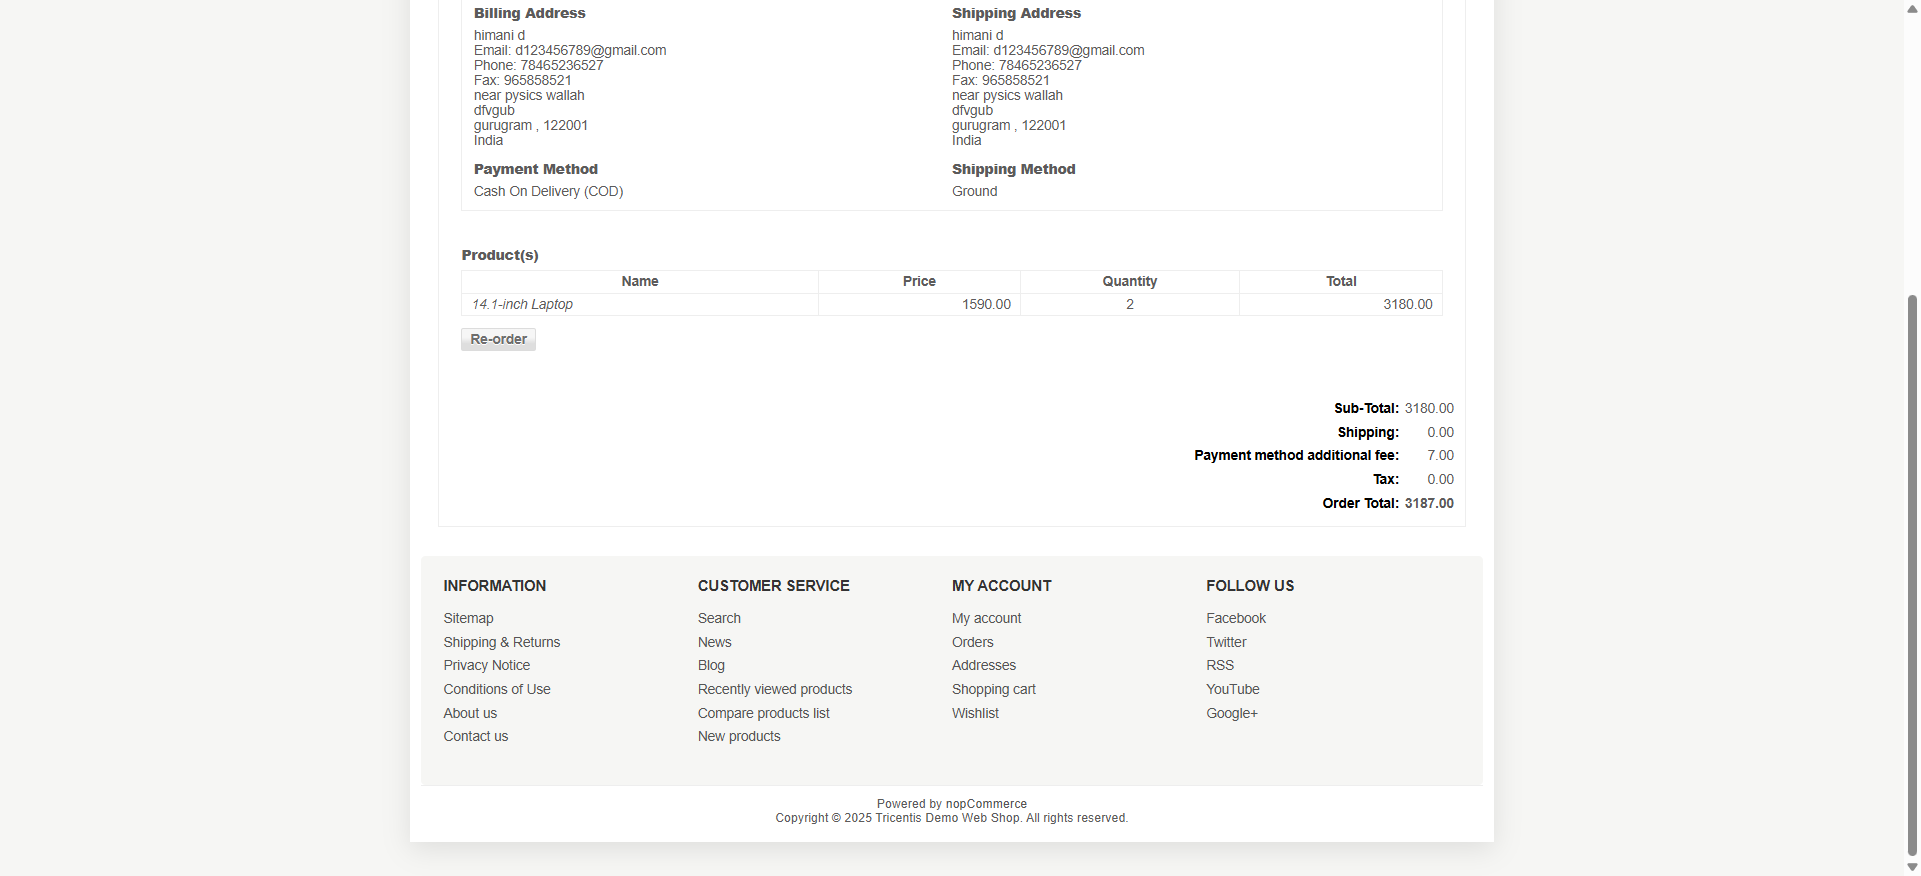 Billing Address
himani d
Email: d123456789@gmail.com
Phone: 78465236527
Fax: 965858521
near pysics wallah
dfvgub
gurugram , 122001
India
Payment Method
Cash On Delivery (COD)
Shipping Address
himani d
Email: d123456789@gmail.com
Phone: 78465236527
Fax: 965858521
near pysics wallah
dfvgub
gurugram , 122001
India
Shipping Method
Ground
Product(s)
Name Price Quantity Total
14.1-inch Laptop 1590.00 2 3180.00
Re-order
Sub-Total: 3180.00
Shipping: 0.00
Payment method additional fee: 7.00
Tax: 0.00
Order Total: 3187.00
INFORMATION
Sitemap
Shipping & Returns
Privacy Notice
Conditions of Use
About us
Contact us
CUSTOMER SERVICE
Search
News
Blog
Recently viewed products
Compare products list
New products
MY ACCOUNT
My account
Orders
Addresses
Shopping cart
Wishlist
FOLLOW US
Facebook
Twitter
RSS
YouTube
Google+
Powered by nopCommerce
Copyright © 2025 Tricentis Demo Web Shop. All rights reserved.